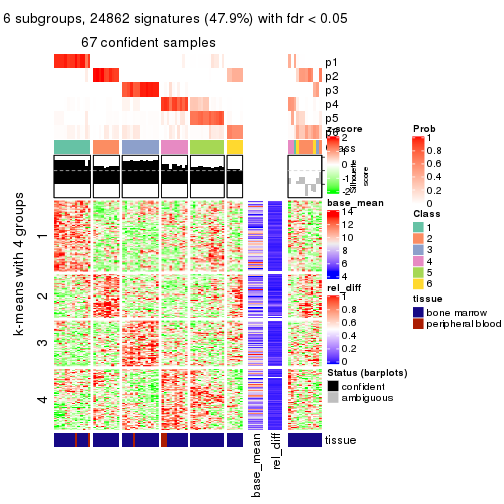 6 subgroups, 24862 signatures (47.9%) with fdr < 0.05
67 confident samples
p1
p2
p3
p4
p5
z-score
2
1
0
-1
-2
Silhouette
score
Prob
1
0.8
0.6
0.4
0.2
0
base_mean
14
12
10
8
6
4
Class
1
2
3
4
5
6
rel_diff
1
0.8
0.6
0.4
0.2
0
tissue
bone marrow
peripheral blood
Status (barplots)
confident
ambiguous
k-means with 4 groups
1
2
3
4
tissue
base_mean
rel_diff